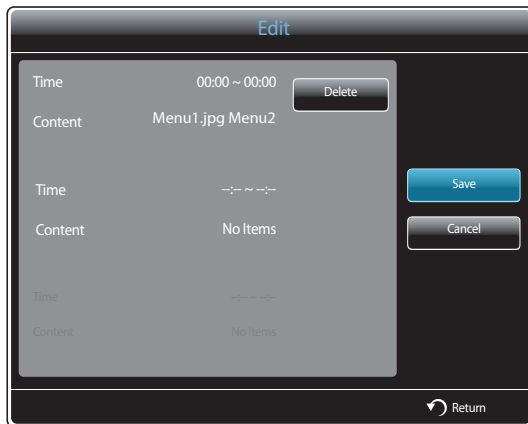 Edit
Time 00:00 ~ 00:00
Delete
Content Menu1.jpg Menu2
Time --:-- ~ --:--
Save
Content No Items
Cancel
Time --:-- ~ --:--
Content No Items
Return